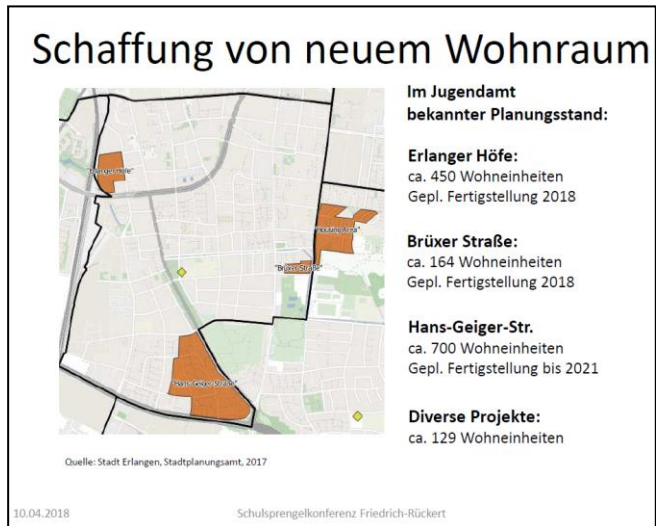 Schaffung von neuem Wohnraum
Im Jugendamt
bekannter Planungsstand:
Erlanger Höfe:
ca. 450 Wohneinheiten
Gepl. Fertigstellung 2018
Brüxer Straße:
ca. 164 Wohneinheiten
Gepl. Fertigstellung 2018
Hans-Geiger-Str.
ca. 700 Wohneinheiten
Gepl. Fertigstellung bis 2021
Diverse Projekte:
ca. 129 Wohneinheiten
"Erlanger Höfe"
"Housing Area"
"Brüxer Straße"
"Hans-Geiger-Straße"
Quelle: Stadt Erlangen, Stadtplanungsamt, 2017
10.04.2018
Schulsprengelkonferenz Friedrich-Rückert